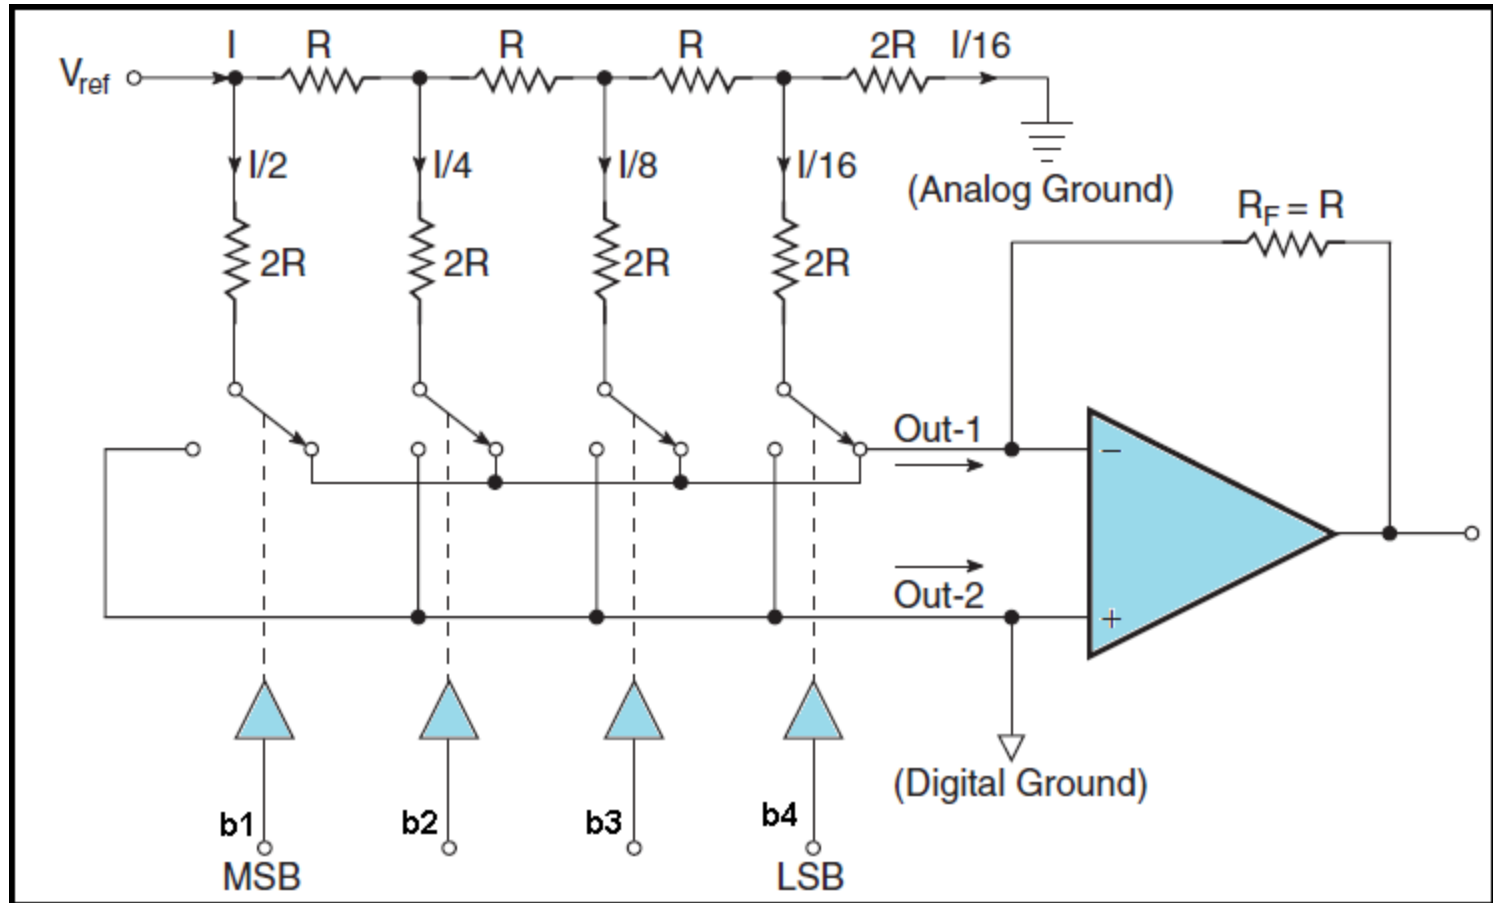 I R R R 2R I/16
Vref
I/2 I/4 I/8 I/16
(Analog Ground)
RF = R
2R 2R 2R 2R
Out-1
−
Out-2
+
(Digital Ground)
b1 b2 b3 b4
MSB LSB